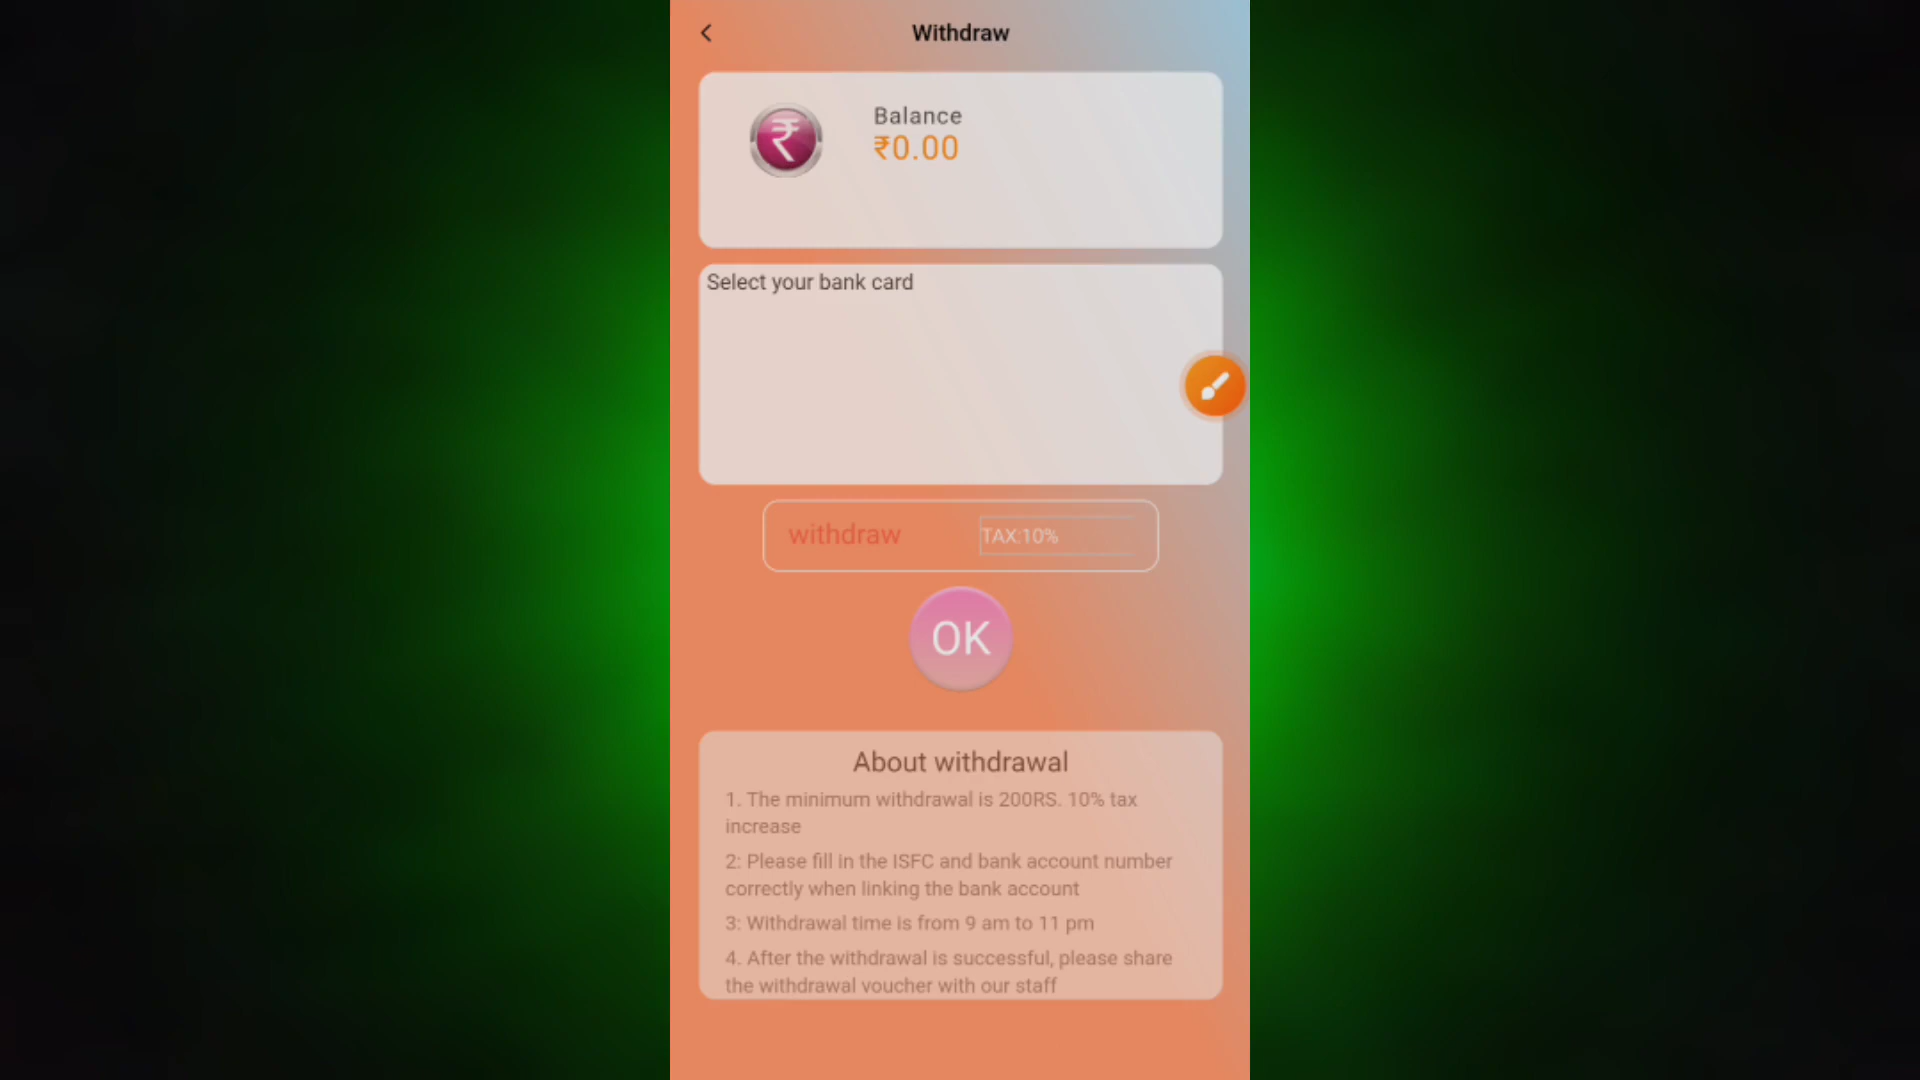 Withdraw
Balance
₹0.00
Select your bank card
withdraw
TAX:10%
OK
About withdrawal
1. The minimum withdrawal is 200RS. 10% tax
increase
2: Please fill in the ISFC and bank account number
correctly when linking the bank account
3: Withdrawal time is from 9 am to 11 pm
4. After the withdrawal is successful, please share
the withdrawal voucher with our staff